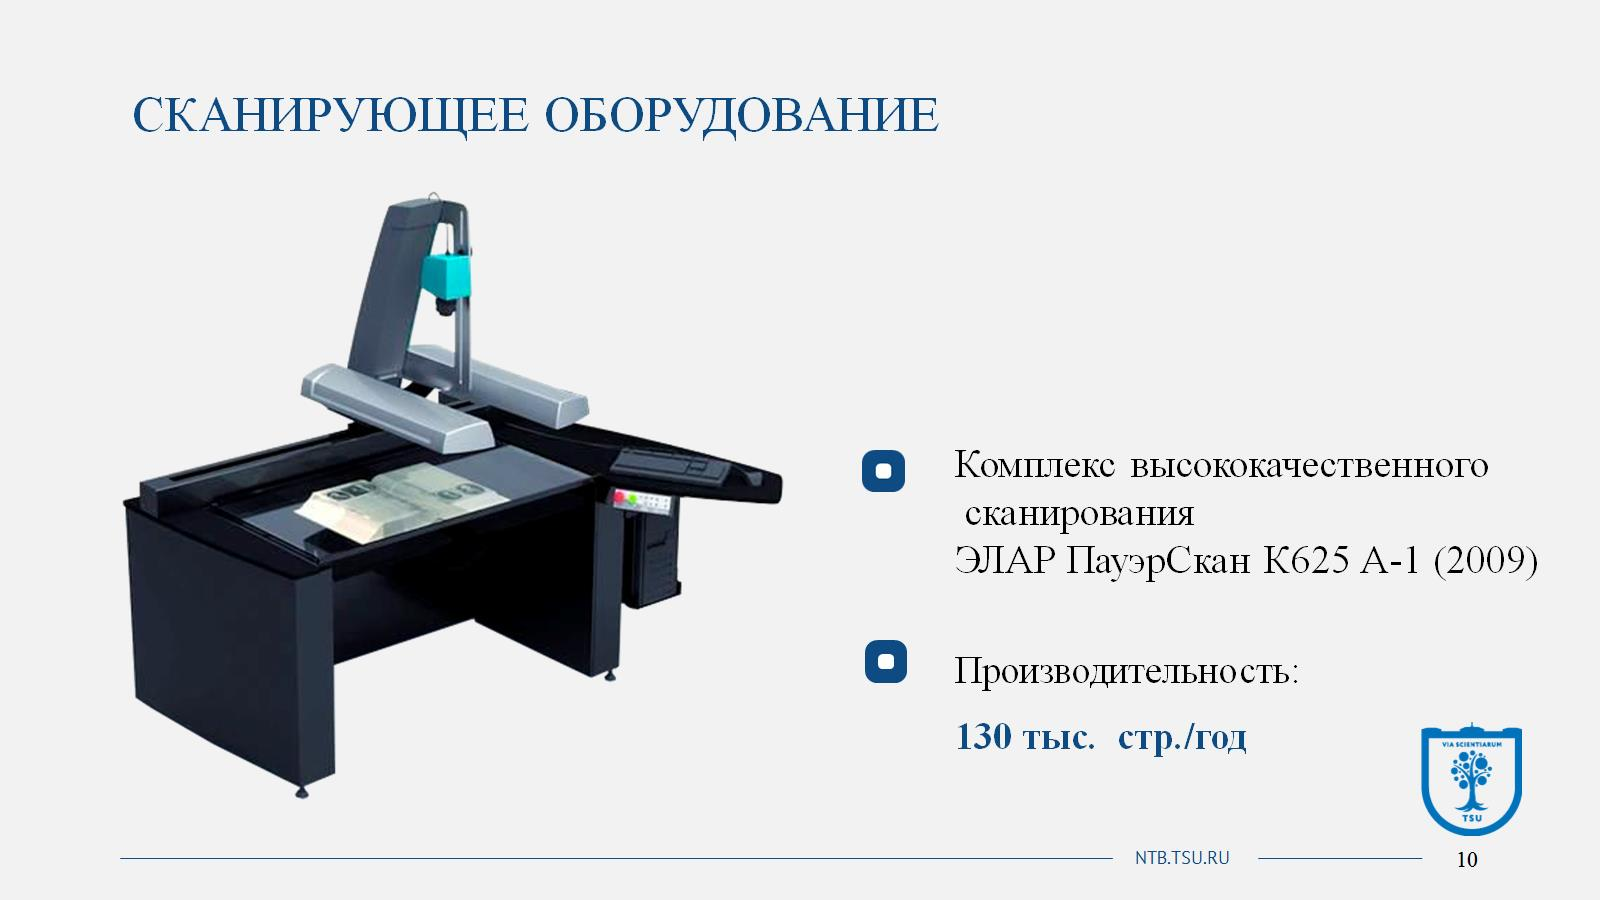 СКАНИРУЮЩЕЕ ОБОРУДОВАНИЕ
Комплекс высококачественного
сканирования
ЭЛАР ПауэрСкан К625 А-1 (2009)
Производительность:
130 тыс. стр./год
VIA SCIENTIARUM
TSU
NTB.TSU.RU
10